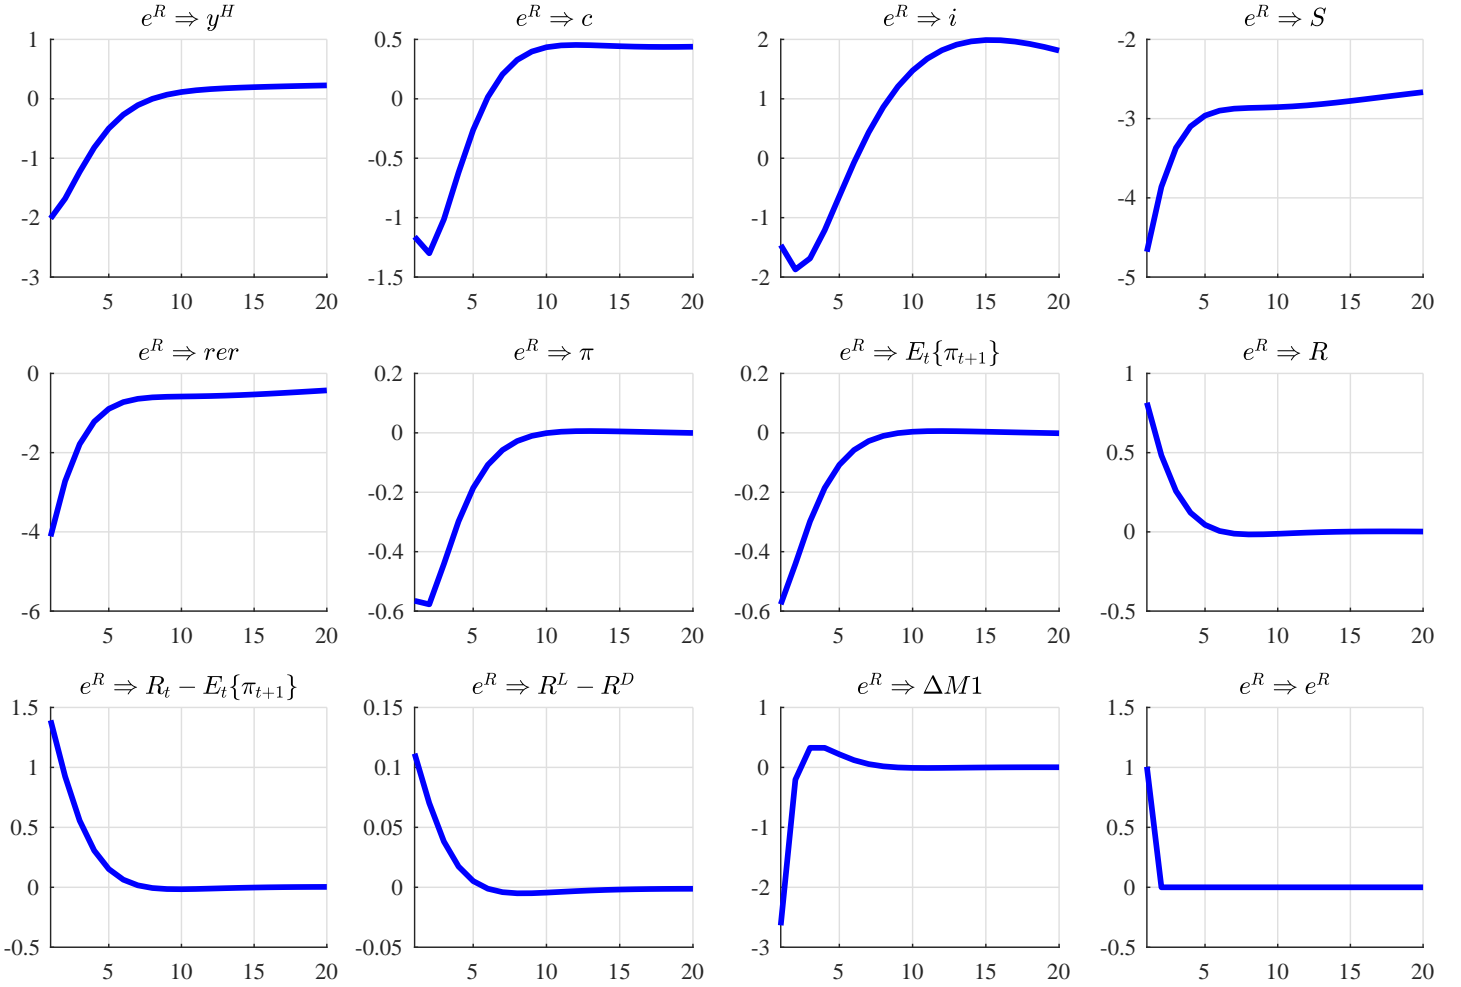 e^R ⇒ y^H
1
0
-1
-2
-3
5 10 15 20
e^R ⇒ c
0.5
0
-0.5
-1
-1.5
5 10 15 20
e^R ⇒ i
2
1
0
-1
-2
5 10 15 20
e^R ⇒ S
-2
-3
-4
-5
5 10 15 20
e^R ⇒ rer
0
-2
-4
-6
5 10 15 20
e^R ⇒ π
0.2
0
-0.2
-0.4
-0.6
5 10 15 20
e^R ⇒ E_t{π_{t+1}}
0.2
0
-0.2
-0.4
-0.6
5 10 15 20
e^R ⇒ R
1
0.5
0
-0.5
5 10 15 20
e^R ⇒ R_t − E_t{π_{t+1}}
1.5
1
0.5
0
-0.5
5 10 15 20
e^R ⇒ R^L − R^D
0.15
0.1
0.05
0
-0.05
5 10 15 20
e^R ⇒ ΔM1
1
0
-1
-2
-3
5 10 15 20
e^R ⇒ e^R
1.5
1
0.5
0
-0.5
5 10 15 20